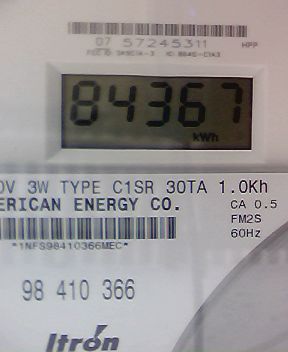 07 57245311 HPP
84367
kWh
0V 3W TYPE C1SR 30TA 1.0Kh
ERICAN ENERGY CO. CA 0.5
FM2S
*1NFS98410366MEC* 60Hz
98 410 366
Itron